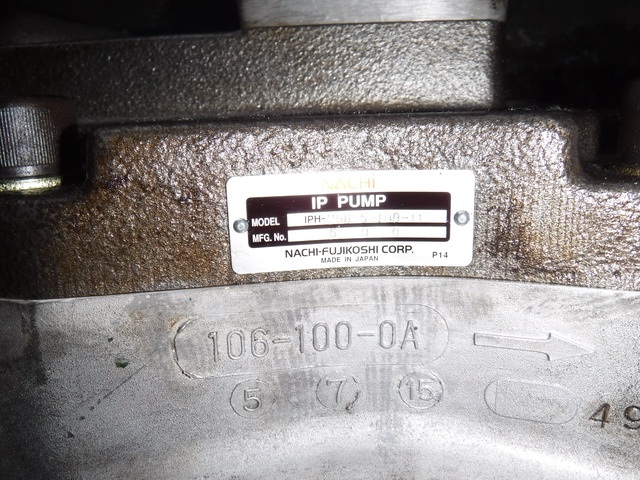 NACHI
IP PUMP
MODEL
MFG. No.
NACHI-FUJIKOSHI CORP.
MADE IN JAPAN P14
106-100-0A
5 7 15
49